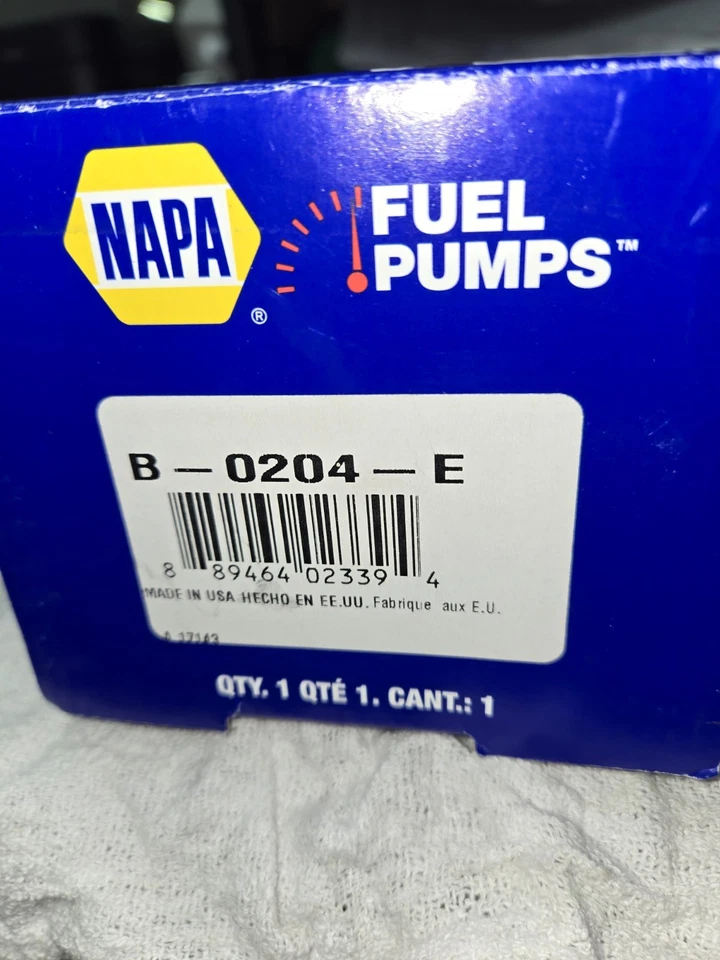 NAPA
®
FUEL
PUMPS™
B – 0204 – E
8 89464 02339 4
MADE IN USA HECHO EN EE.UU. Fabrique aux E.U.
QTY. 1 QTÉ 1. CANT.: 1